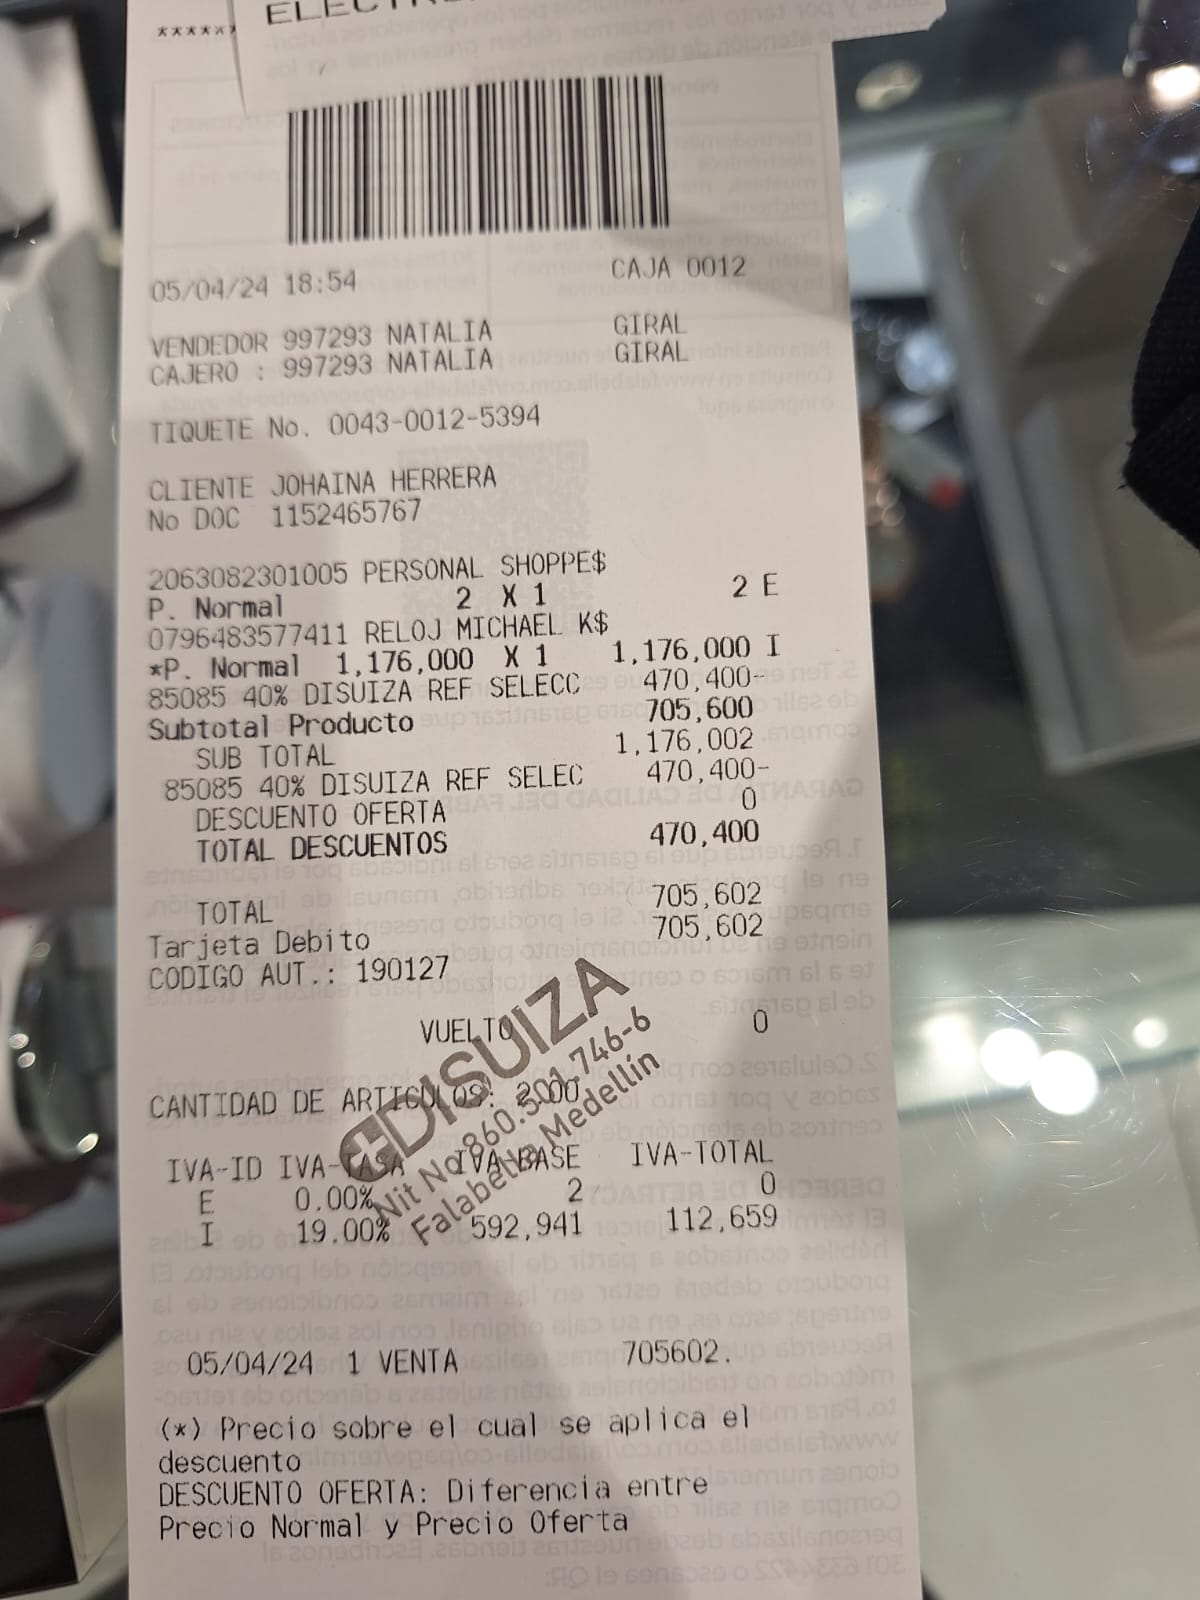 ******
05/04/24 18:54 CAJA 0012
VENDEDOR 997293 NATALIA GIRAL
CAJERO : 997293 NATALIA GIRAL
TIQUETE No. 0043-0012-5394
CLIENTE JOHAINA HERRERA
No DOC 1152465767
2063082301005 PERSONAL SHOPPE$
P. Normal 2 X 1 2 E
0796483577411 RELOJ MICHAEL K$
*P. Normal 1,176,000 X 1 1,176,000 I
85085 40% DISUIZA REF SELECC 470,400-
Subtotal Producto 705,600
SUB TOTAL 1,176,002
85085 40% DISUIZA REF SELEC 470,400-
DESCUENTO OFERTA 0
TOTAL DESCUENTOS 470,400
TOTAL 705,602
Tarjeta Debito 705,602
CODIGO AUT.: 190127
VUELTO 0
DISUIZA
Nit No 860.501.746-6
Falabella Medellín
CANTIDAD DE ARTICULOS: 2.000
IVA-ID IVA-TASA IVA-BASE IVA-TOTAL
E 0.00% 2 0
I 19.00% 592,941 112,659
05/04/24 1 VENTA 705602.
(*) Precio sobre el cual se aplica el
descuento
DESCUENTO OFERTA: Diferencia entre
Precio Normal y Precio Oferta